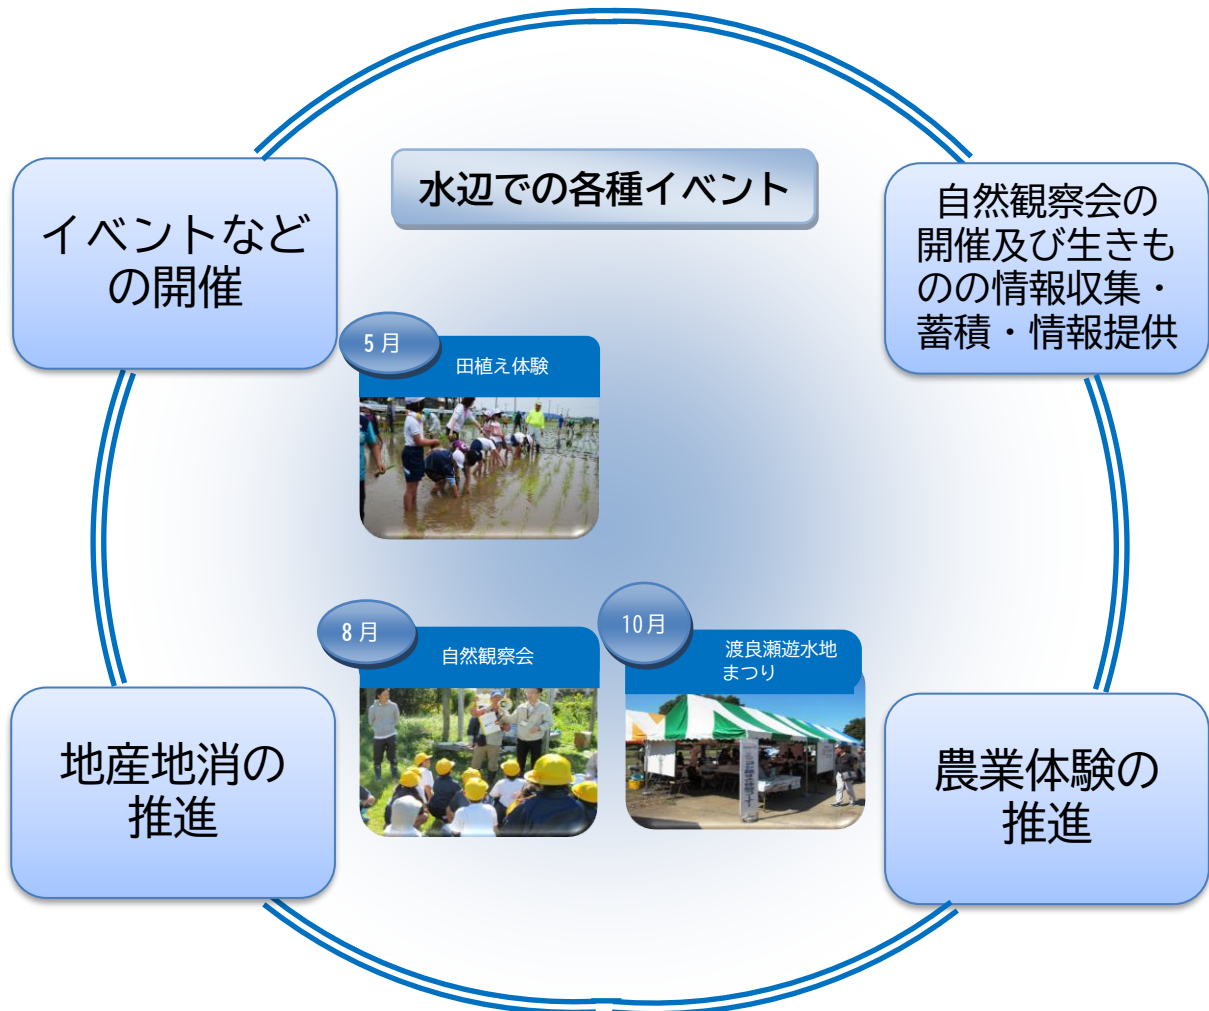 水辺での各種イベント
イベントなど
の開催
自然観察会の
開催及び生きも
のの情報収集・
蓄積・情報提供
5月
田植え体験
8月
自然観察会
10月
渡良瀬遊水地
まつり
地産地消の
推進
農業体験の
推進